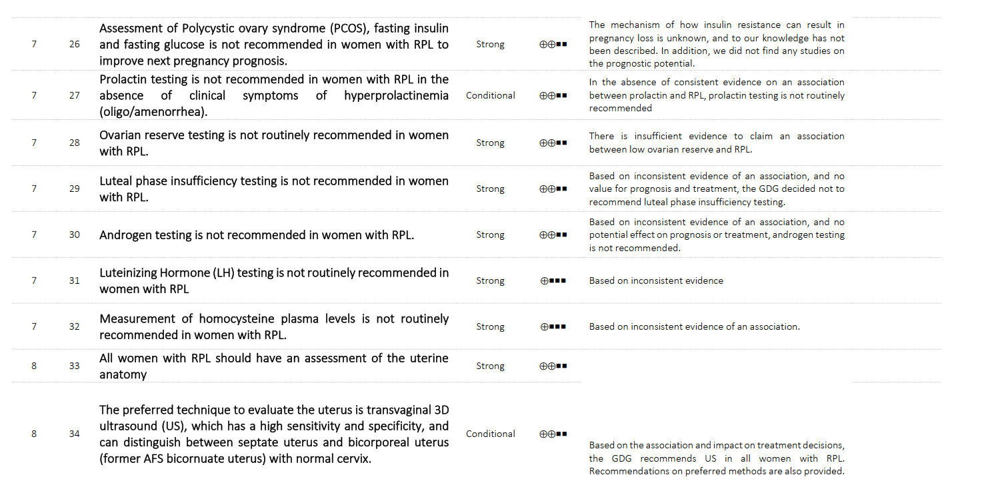 7 26 Assessment of Polycystic ovary syndrome (PCOS), fasting insulin
and fasting glucose is not recommended in women with RPL to
improve next pregnancy prognosis.
Strong ⊕⊕■■
The mechanism of how insulin resistance can result in
pregnancy loss is unknown, and to our knowledge has not
been described. In addition, we did not find any studies on
the prognostic potential.
7 27 Prolactin testing is not recommended in women with RPL in the
absence of clinical symptoms of hyperprolactinemia
(oligo/amenorrhea).
Conditional ⊕⊕■■
In the absence of consistent evidence on an association
between prolactin and RPL, prolactin testing is not routinely
recommended
7 28 Ovarian reserve testing is not routinely recommended in women
with RPL.
Strong ⊕⊕■■
There is insufficient evidence to claim an association
between low ovarian reserve and RPL.
7 29 Luteal phase insufficiency testing is not recommended in women
with RPL.
Strong ⊕⊕■■
Based on inconsistent evidence of an association, and no
value for prognosis and treatment, the GDG decided not to
recommend luteal phase insufficiency testing.
7 30 Androgen testing is not recommended in women with RPL.
Strong ⊕⊕■■
Based on inconsistent evidence of an association, and no
potential effect on prognosis or treatment, androgen testing
is not recommended.
7 31 Luteinizing Hormone (LH) testing is not routinely recommended in
women with RPL
Strong ⊕■■■
Based on inconsistent evidence
7 32 Measurement of homocysteine plasma levels is not routinely
recommended in women with RPL.
Strong ⊕■■■
Based on inconsistent evidence of an association.
8 33 All women with RPL should have an assessment of the uterine
anatomy
Strong ⊕⊕■■
8 34 The preferred technique to evaluate the uterus is transvaginal 3D
ultrasound (US), which has a high sensitivity and specificity, and
can distinguish between septate uterus and bicorporeal uterus
(former AFS bicornuate uterus) with normal cervix.
Conditional ⊕⊕■■
Based on the association and impact on treatment decisions,
the GDG recommends US in all women with RPL.
Recommendations on preferred methods are also provided.